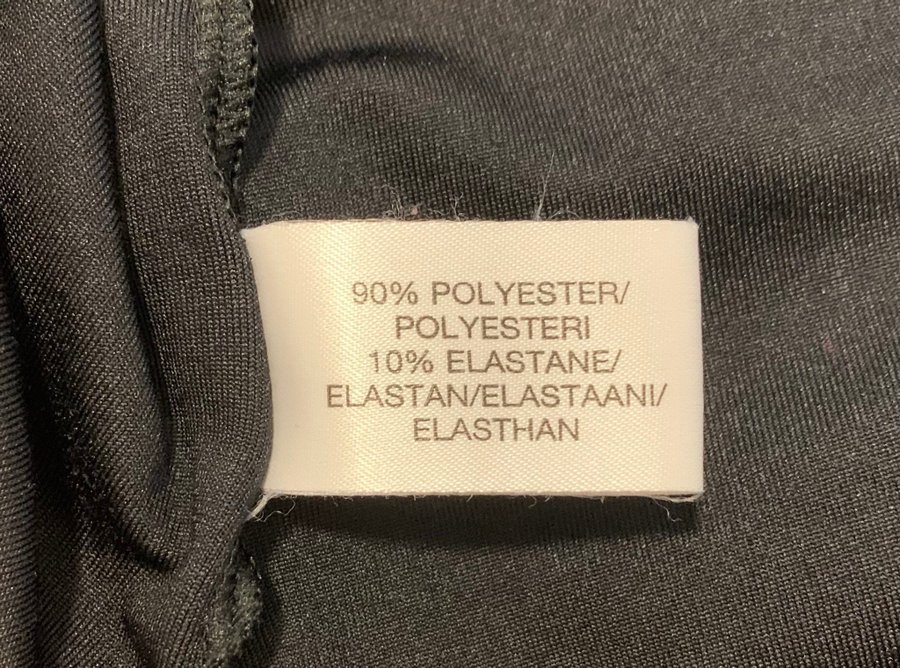 90% POLYESTER/
POLYESTERI
10% ELASTANE/
ELASTAN/ELASTAANI/
ELASTHAN